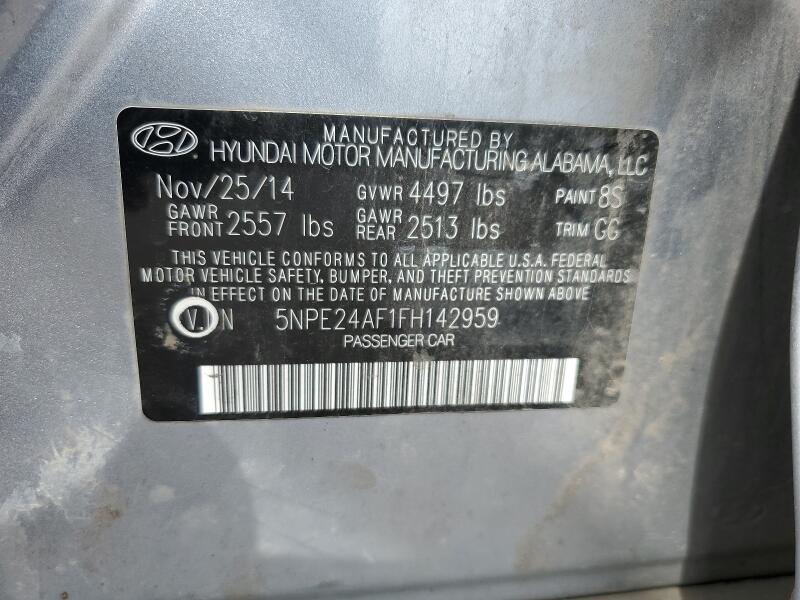 MANUFACTURED BY
HYUNDAI MOTOR MANUFACTURING ALABAMA, LLC
Nov/25/14 GVWR 4497 lbs PAINT 8S
GAWR FRONT 2557 lbs GAWR REAR 2513 lbs TRIM GG
THIS VEHICLE CONFORMS TO ALL APPLICABLE U.S.A. FEDERAL
MOTOR VEHICLE SAFETY, BUMPER, AND THEFT PREVENTION STANDARDS
IN EFFECT ON THE DATE OF MANUFACTURE SHOWN ABOVE
V.I.N 5NPE24AF1FH142959
PASSENGER CAR